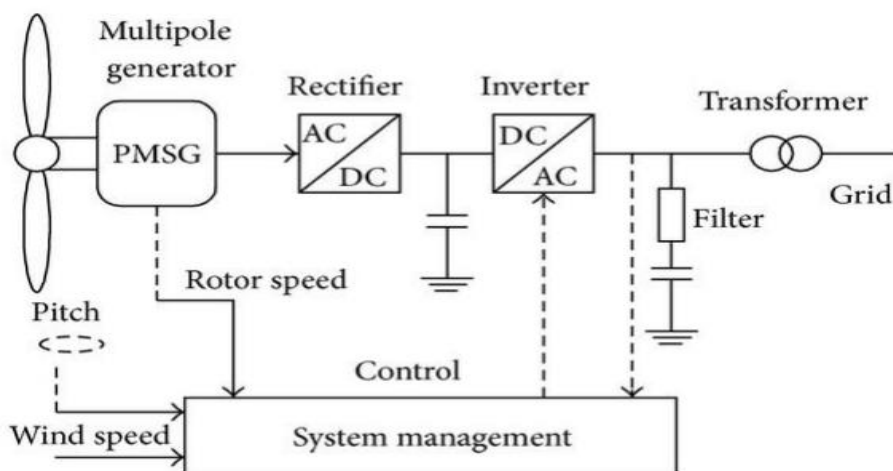 Multipole
generator
Rectifier
Inverter
Transformer
PMSG
AC
DC
DC
AC
Grid
Filter
Rotor speed
Pitch
Control
Wind speed
System management